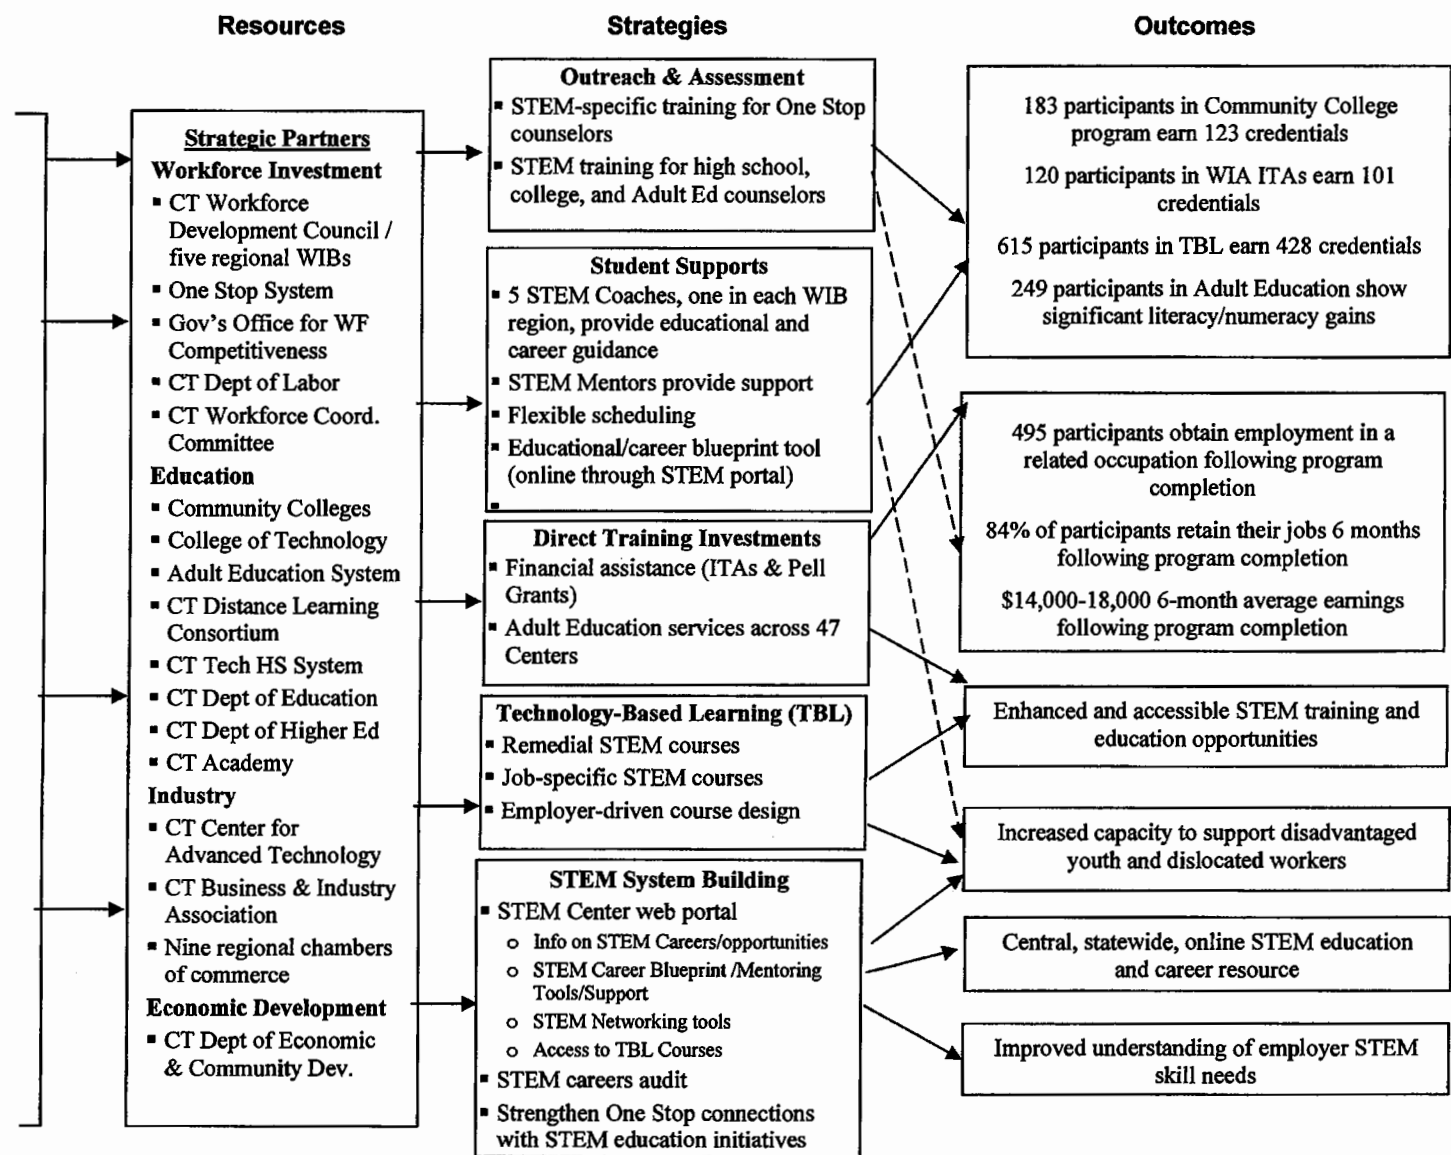 Resources
Strategies
Outcomes
Strategic Partners
Workforce Investment
▪ CT Workforce
Development Council /
five regional WIBs
▪ One Stop System
▪ Gov's Office for WF
Competitiveness
▪ CT Dept of Labor
▪ CT Workforce Coord.
Committee
Education
▪ Community Colleges
▪ College of Technology
▪ Adult Education System
▪ CT Distance Learning
Consortium
▪ CT Tech HS System
▪ CT Dept of Education
▪ CT Dept of Higher Ed
▪ CT Academy
Industry
▪ CT Center for
Advanced Technology
▪ CT Business & Industry
Association
▪ Nine regional chambers
of commerce
Economic Development
▪ CT Dept of Economic
& Community Dev.
Outreach & Assessment
▪ STEM-specific training for One Stop
counselors
▪ STEM training for high school,
college, and Adult Ed counselors
Student Supports
▪ 5 STEM Coaches, one in each WIB
region, provide educational and
career guidance
▪ STEM Mentors provide support
▪ Flexible scheduling
▪ Educational/career blueprint tool
(online through STEM portal)
▪
Direct Training Investments
▪ Financial assistance (ITAs & Pell
Grants)
▪ Adult Education services across 47
Centers
Technology-Based Learning (TBL)
▪ Remedial STEM courses
▪ Job-specific STEM courses
▪ Employer-driven course design
STEM System Building
▪ STEM Center web portal
o Info on STEM Careers/opportunities
o STEM Career Blueprint /Mentoring
Tools/Support
o STEM Networking tools
o Access to TBL Courses
▪ STEM careers audit
▪ Strengthen One Stop connections
with STEM education initiatives
183 participants in Community College
program earn 123 credentials
120 participants in WIA ITAs earn 101
credentials
615 participants in TBL earn 428 credentials
249 participants in Adult Education show
significant literacy/numeracy gains
495 participants obtain employment in a
related occupation following program
completion
84% of participants retain their jobs 6 months
following program completion
$14,000-18,000 6-month average earnings
following program completion
Enhanced and accessible STEM training and
education opportunities
Increased capacity to support disadvantaged
youth and dislocated workers
Central, statewide, online STEM education
and career resource
Improved understanding of employer STEM
skill needs